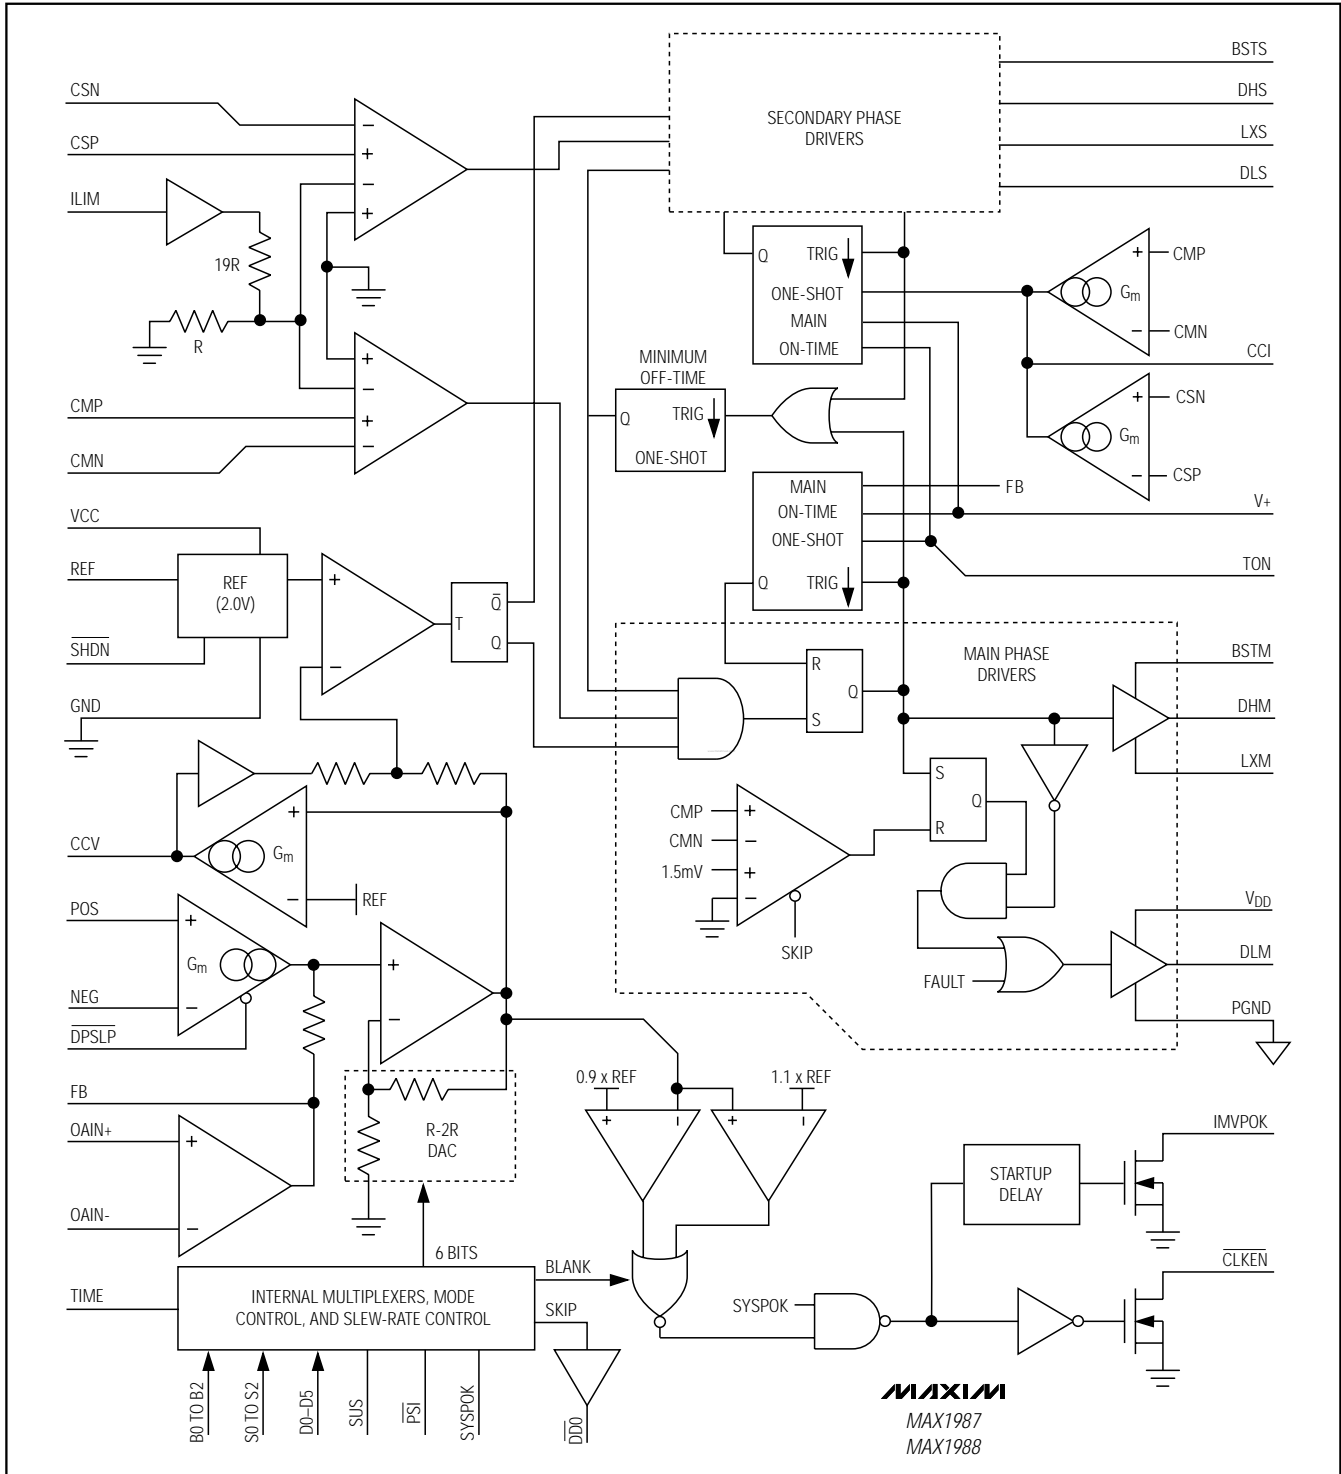 CSN
CSP
ILIM
19R
R
CMP
CMN
VCC
REF
SHDN
GND
REF
(2.0V)
T
Q̅
Q
CCV
Gm
REF
POS
Gm
NEG
DPSLP
FB
OAIN+
OAIN-
TIME
R-2R
DAC
6 BITS
INTERNAL MULTIPLEXERS, MODE
CONTROL, AND SLEW-RATE CONTROL
BLANK
SKIP
B0 TO B2
S0 TO S2
D0–D5
SUS
PSI
SYSPOK
DD0
SECONDARY PHASE
DRIVERS
BSTS
DHS
LXS
DLS
Q
TRIG
ONE-SHOT
MAIN
ON-TIME
CMP
Gm
CMN
CCI
CSN
Gm
CSP
MINIMUM
OFF-TIME
Q
TRIG
ONE-SHOT
MAIN
ON-TIME
ONE-SHOT
Q
TRIG
FB
V+
TON
MAIN PHASE
DRIVERS
R
Q
S
BSTM
DHM
LXM
CMP
CMN
1.5mV
SKIP
S
Q
R
FAULT
VDD
DLM
PGND
0.9 x REF
1.1 x REF
SYSPOK
STARTUP
DELAY
IMVPOK
CLKEN
MAXIM
MAX1987
MAX1988